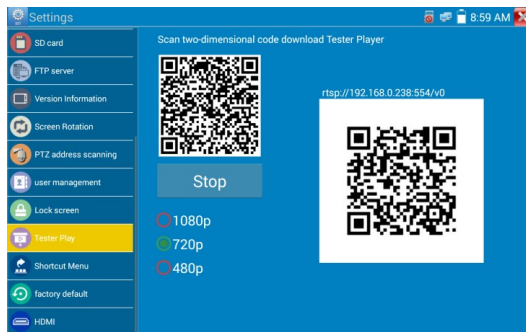 Settings
8:59 AM
SD card
FTP server
Version Information
Screen Rotation
PTZ address scanning
user management
Lock screen
Tester Play
Shortcut Menu
factory default
HDMI
Scan two-dimensional code download Tester Player
Stop
1080p
720p
480p
rtsp://192.168.0.238:554/v0